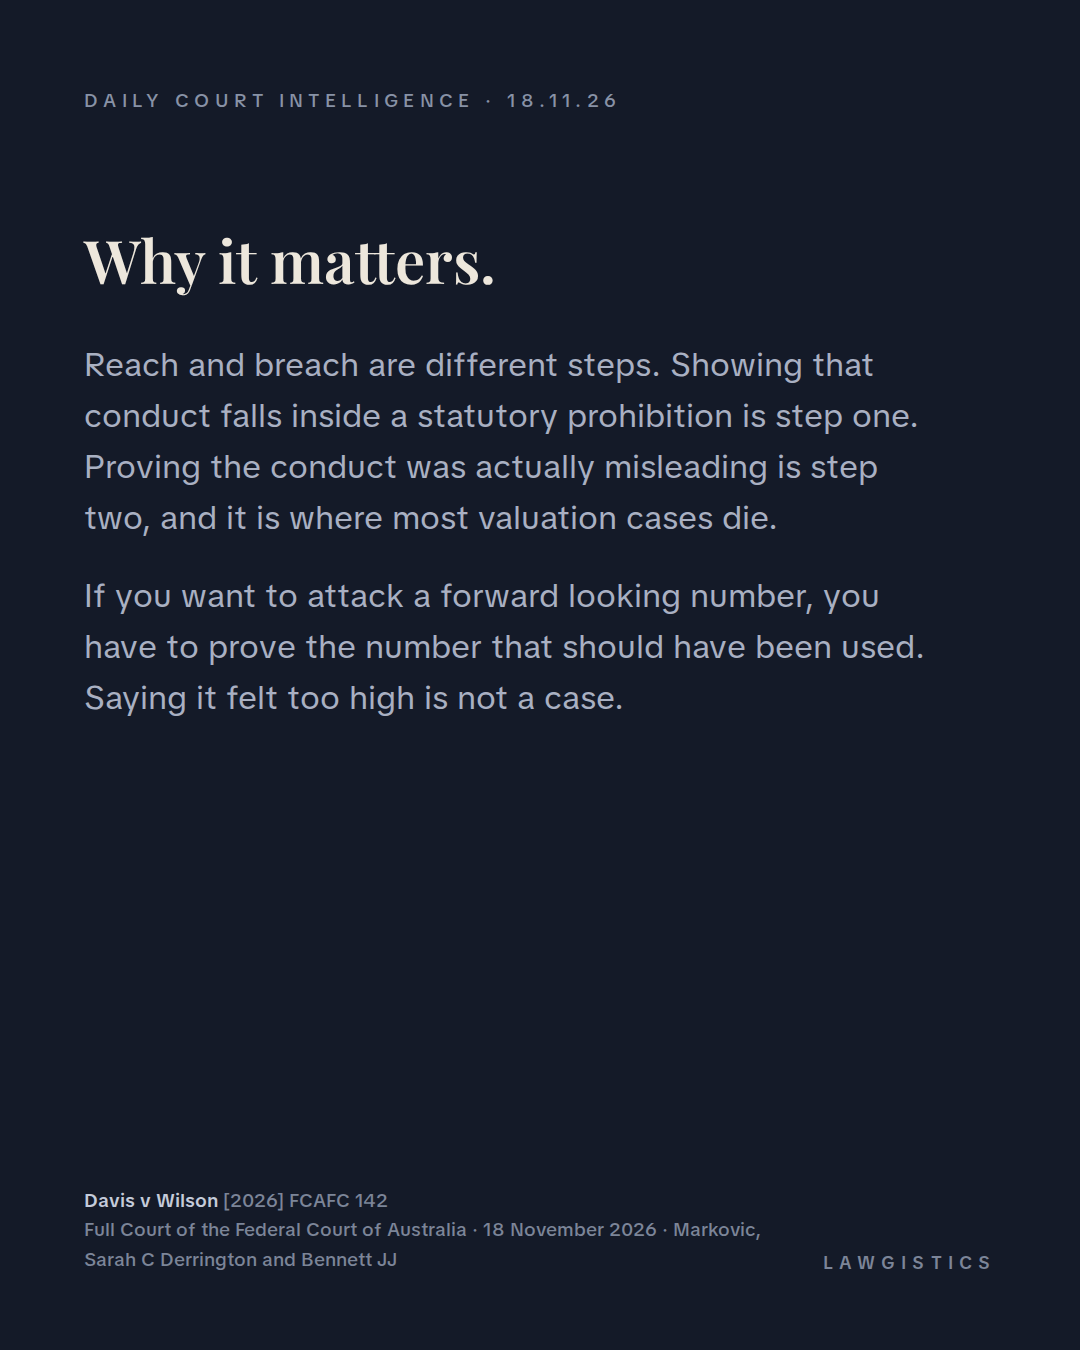 DAILY COURT INTELLIGENCE · 18.11.26
Why it matters.
Reach and breach are different steps. Showing that
conduct falls inside a statutory prohibition is step one.
Proving the conduct was actually misleading is step
two, and it is where most valuation cases die.
If you want to attack a forward looking number, you
have to prove the number that should have been used.
Saying it felt too high is not a case.
Davis v Wilson [2026] FCAFC 142
Full Court of the Federal Court of Australia · 18 November 2026 · Markovic,
Sarah C Derrington and Bennett JJ
LAWGISTICS